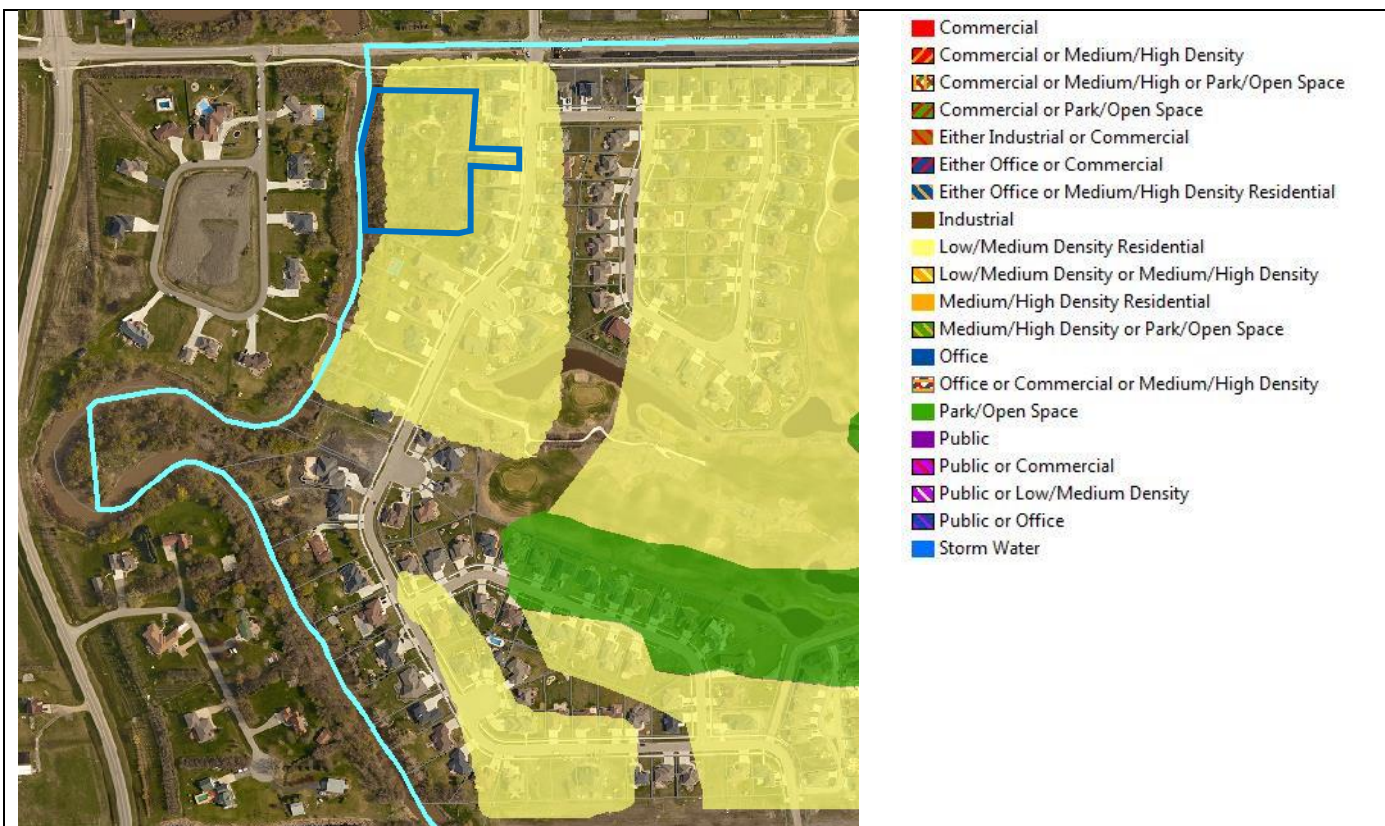 Commercial
Commercial or Medium/High Density
Commercial or Medium/High or Park/Open Space
Commercial or Park/Open Space
Either Industrial or Commercial
Either Office or Commercial
Either Office or Medium/High Density Residential
Industrial
Low/Medium Density Residential
Low/Medium Density or Medium/High Density
Medium/High Density Residential
Medium/High Density or Park/Open Space
Office
Office or Commercial or Medium/High Density
Park/Open Space
Public
Public or Commercial
Public or Low/Medium Density
Public or Office
Storm Water